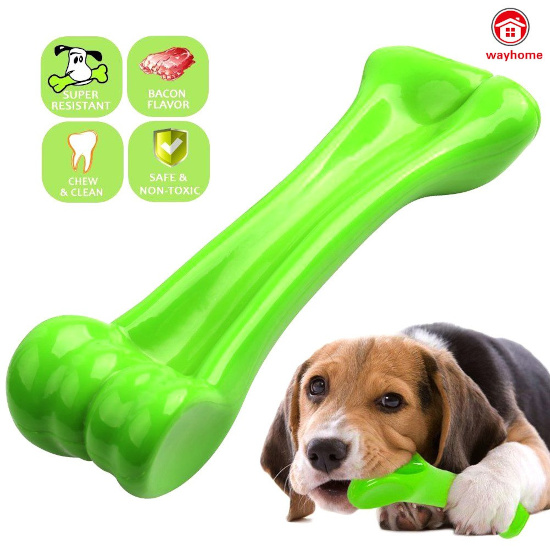 wayhome
SUPER
RESISTANT
BACON
FLAVOR
CHEW
& CLEAN
SAFE &
NON-TOXIC